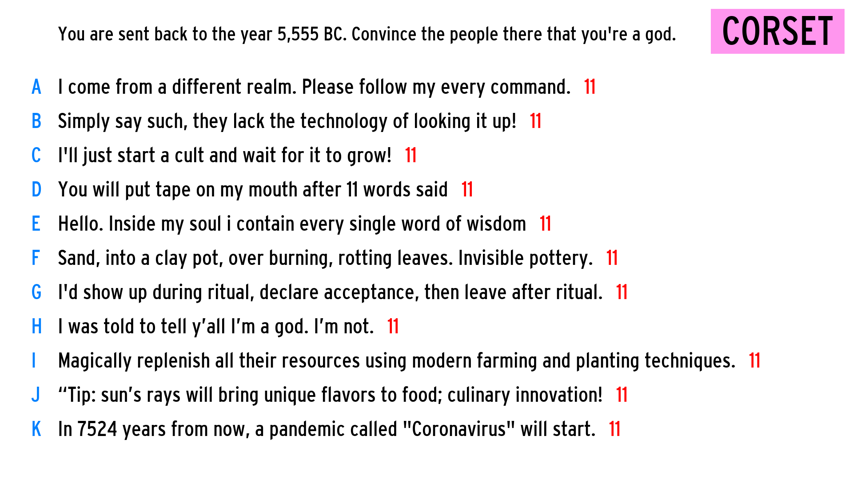 You are sent back to the year 5,555 BC. Convince the people there that you're a god.
CORSET
A I come from a different realm. Please follow my every command. 11
B Simply say such, they lack the technology of looking it up! 11
C I'll just start a cult and wait for it to grow! 11
D You will put tape on my mouth after 11 words said 11
E Hello. Inside my soul i contain every single word of wisdom 11
F Sand, into a clay pot, over burning, rotting leaves. Invisible pottery. 11
G I'd show up during ritual, declare acceptance, then leave after ritual. 11
H I was told to tell y’all I’m a god. I’m not. 11
I Magically replenish all their resources using modern farming and planting techniques. 11
J “Tip: sun’s rays will bring unique flavors to food; culinary innovation! 11
K In 7524 years from now, a pandemic called "Coronavirus" will start. 11